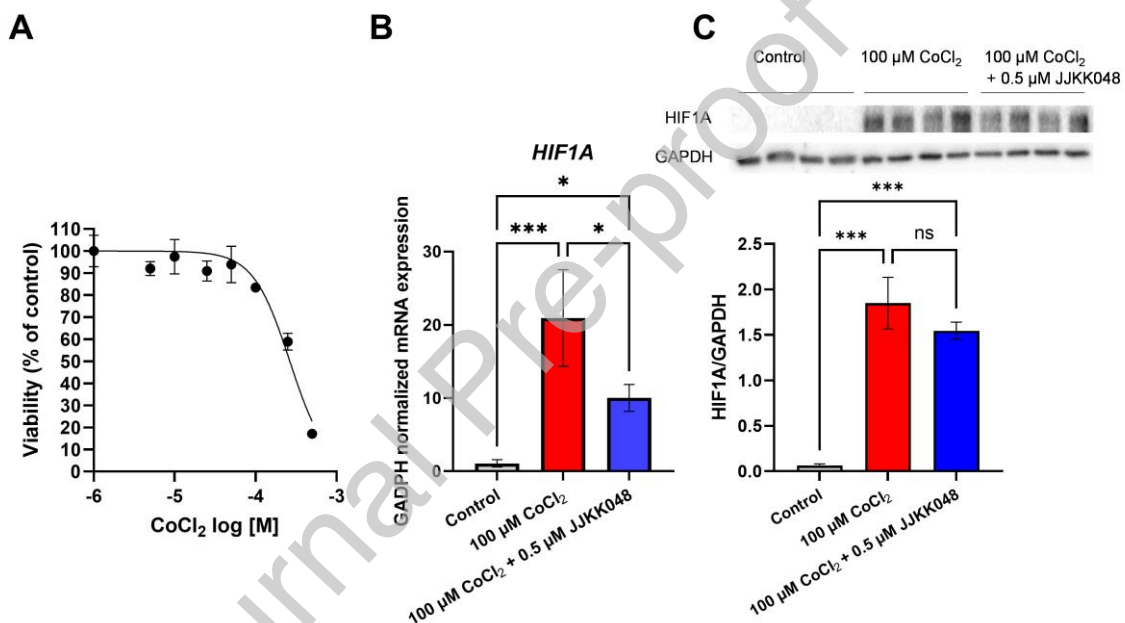 A
B
C
Control
100 µM CoCl₂
100 µM CoCl₂
+ 0.5 µM JJKK048
HIF1A
GAPDH
HIF1A
*
***
*
GADPH normalized mRNA expression
30
20
10
0
Control
100 µM CoCl₂
100 µM CoCl₂ + 0.5 µM JJKK048
***
***
ns
HIF1A/GAPDH
2.5
2.0
1.5
1.0
0.5
0.0
Control
100 µM CoCl₂
100 µM CoCl₂ + 0.5 µM JJKK048
Viability (% of control)
110
100
90
80
70
60
50
40
30
20
10
0
-6
-5
-4
-3
CoCl₂ log [M]
urnal Pre-proof